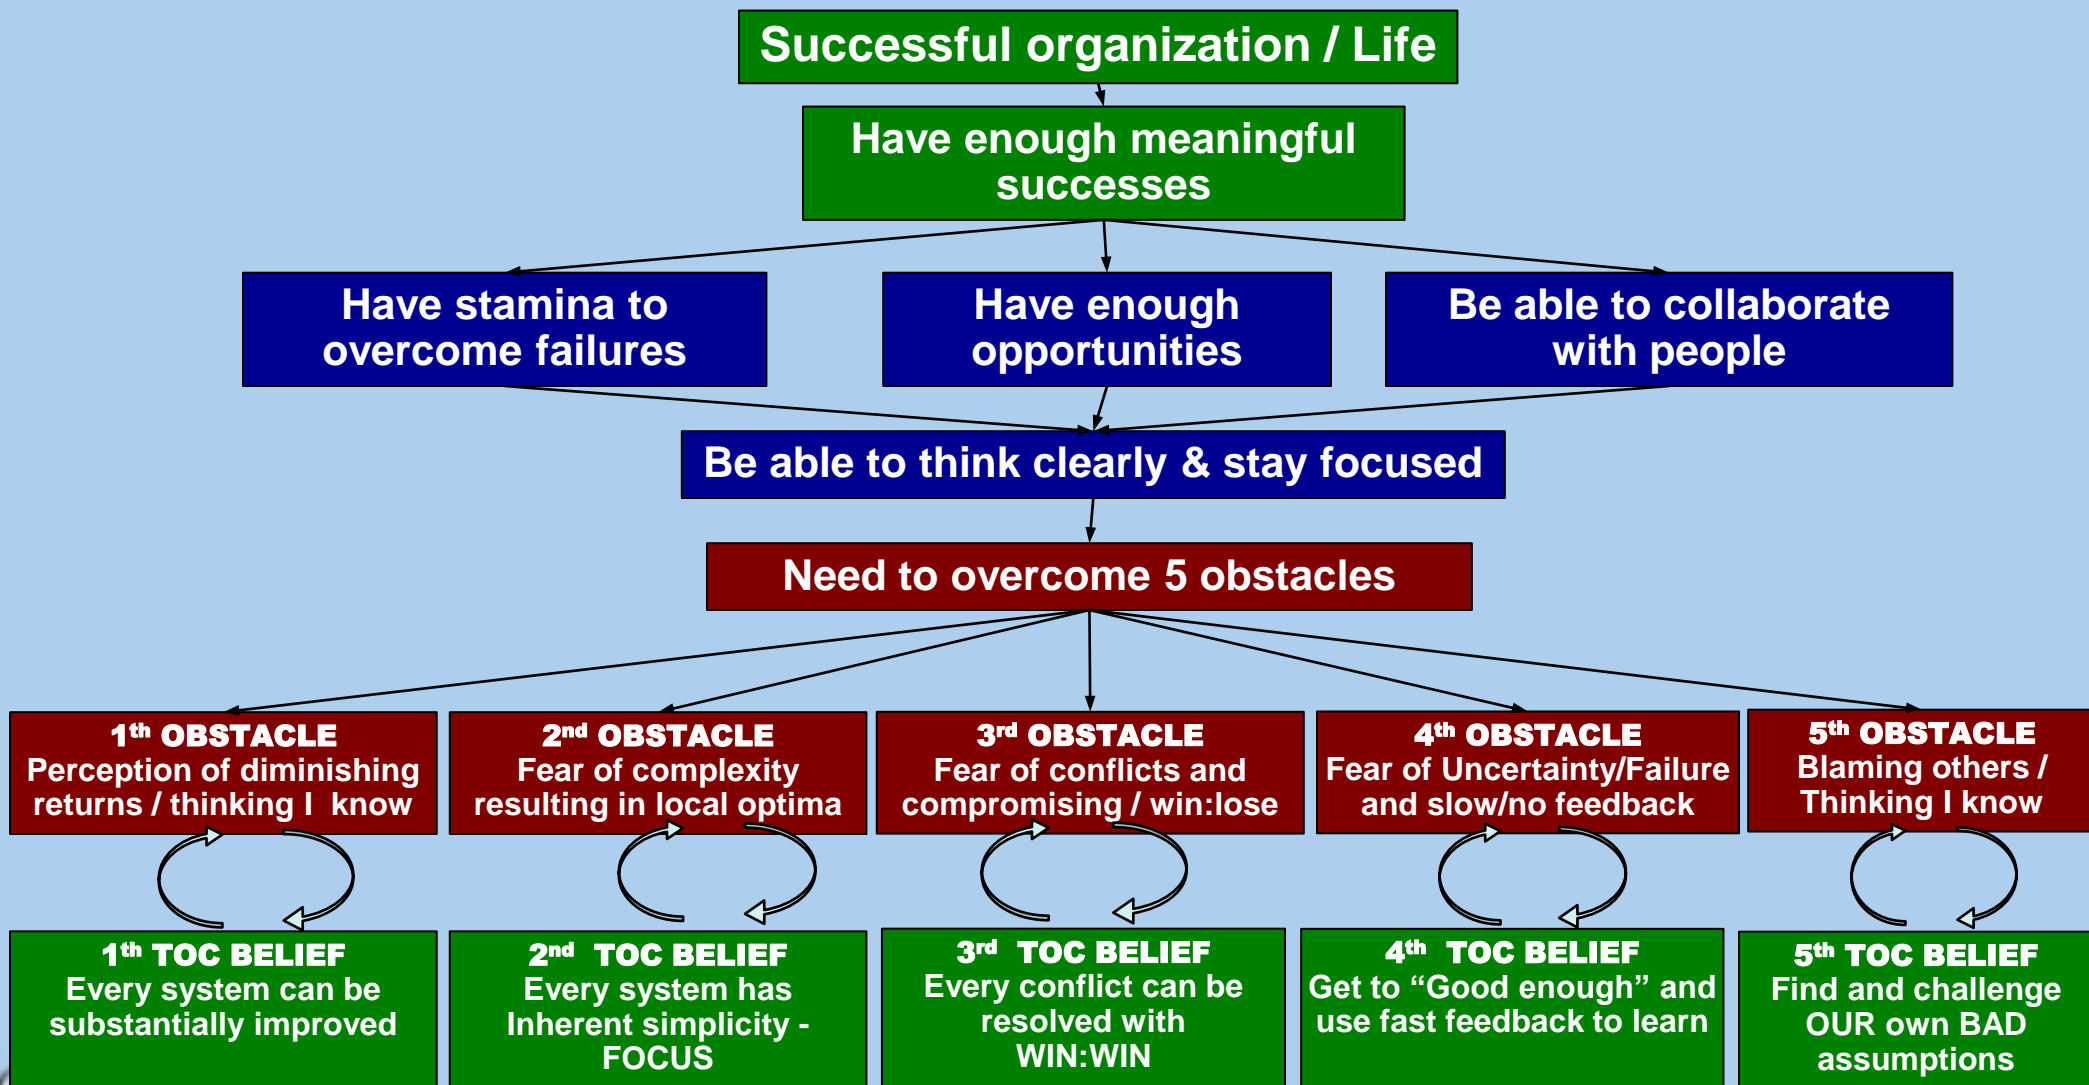 Successful organization / Life
Have enough meaningful
successes
Have stamina to
overcome failures
Have enough
opportunities
Be able to collaborate
with people
Be able to think clearly & stay focused
Need to overcome 5 obstacles
1th OBSTACLE
Perception of diminishing
returns / thinking I know
2nd OBSTACLE
Fear of complexity
resulting in local optima
3rd OBSTACLE
Fear of conflicts and
compromising / win:lose
4th OBSTACLE
Fear of Uncertainty/Failure
and slow/no feedback
5th OBSTACLE
Blaming others /
Thinking I know
1th TOC BELIEF
Every system can be
substantially improved
2nd TOC BELIEF
Every system has
Inherent simplicity -
FOCUS
3rd TOC BELIEF
Every conflict can be
resolved with
WIN:WIN
4th TOC BELIEF
Get to “Good enough” and
use fast feedback to learn
5th TOC BELIEF
Find and challenge
OUR own BAD
assumptions